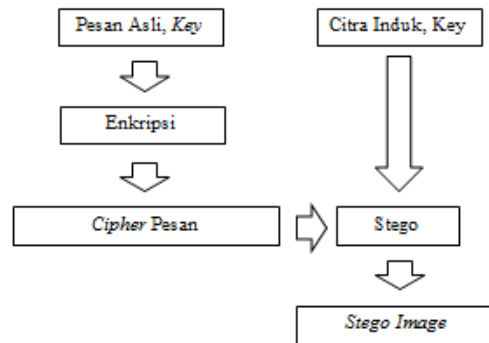 Pesan Asli, Key
Citra Induk, Key
Enkripsi
Cipher Pesan
Stego
Stego Image